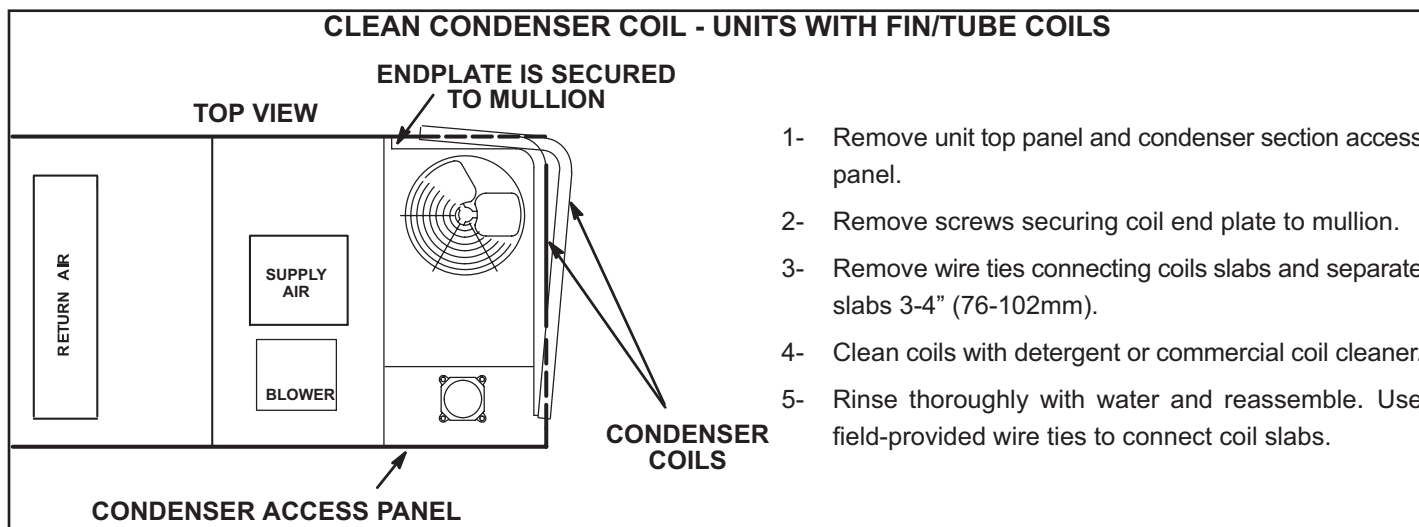 CLEAN CONDENSER COIL - UNITS WITH FIN/TUBE COILS
ENDPLATE IS SECURED
TO MULLION
TOP VIEW
RETURN AIR
SUPPLY
AIR
BLOWER
CONDENSER
COILS
CONDENSER ACCESS PANEL
1- Remove unit top panel and condenser section access
panel.
2- Remove screws securing coil end plate to mullion.
3- Remove wire ties connecting coils slabs and separate
slabs 3-4” (76-102mm).
4- Clean coils with detergent or commercial coil cleaner.
5- Rinse thoroughly with water and reassemble. Use
field-provided wire ties to connect coil slabs.